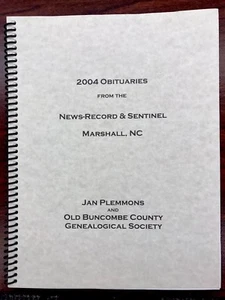 2004 Obituaries
from the
News-Record & Sentinel
Marshall, NC
Jan Plemmons
and
Old Buncombe County
Genealogical Society